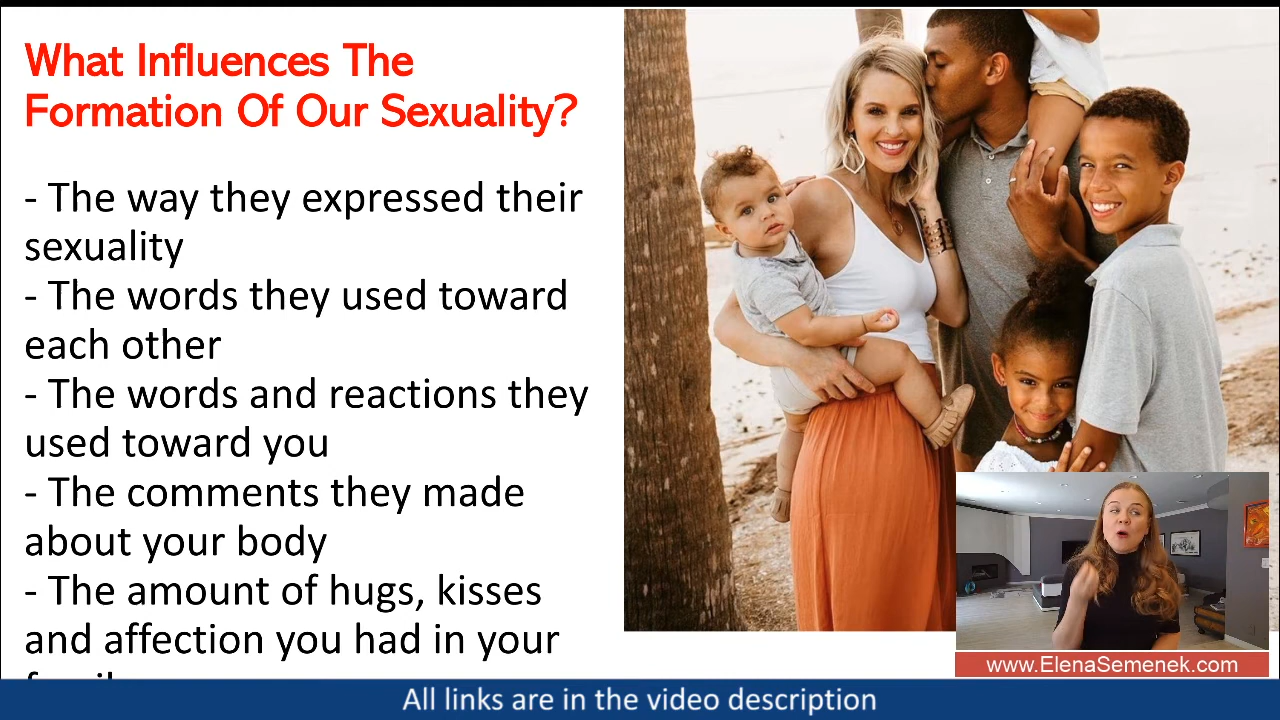 What Influences The
Formation Of Our Sexuality?
- The way they expressed their
sexuality
- The words they used toward
each other
- The words and reactions they
used toward you
- The comments they made
about your body
- The amount of hugs, kisses
and affection you had in your
www.ElenaSemenek.com
All links are in the video description